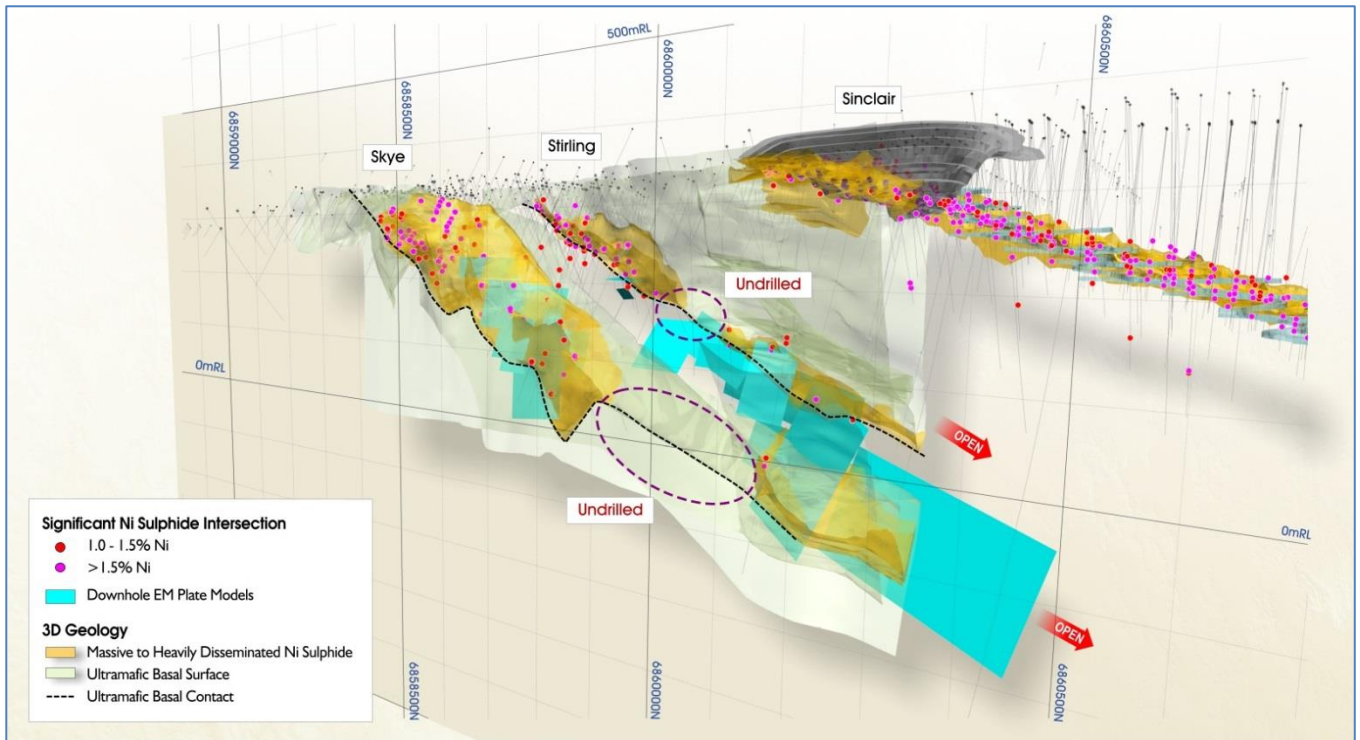 500mRL
6860500N
6860000N
6858500N
6859000N
Sinclair
Stirling
Skye
Undrilled
0mRL
OPEN
Undrilled
0mRL
OPEN
Significant Ni Sulphide Intersection
1.0 - 1.5% Ni
>1.5% Ni
Downhole EM Plate Models
3D Geology
Massive to Heavily Disseminated Ni Sulphide
Ultramafic Basal Surface
Ultramafic Basal Contact
6858500N
6860000N
6860500N